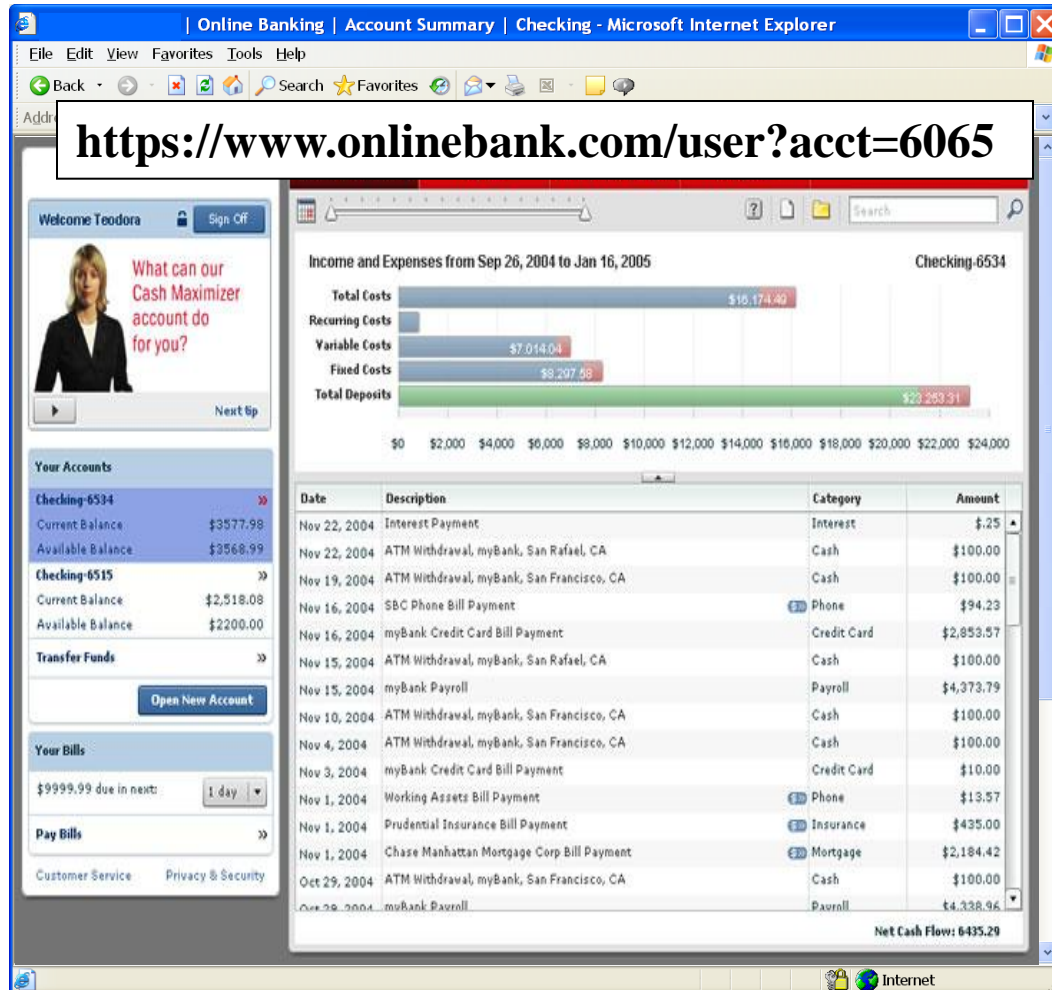 | Online Banking | Account Summary | Checking - Microsoft Internet Explorer
File Edit View Favorites Tools Help
Back Search Favorites
https://www.onlinebank.com/user?acct=6065
Welcome Teodora Sign Off
What can our
Cash Maximizer
account do
for you?
Next tip
Your Accounts
Checking-6534 »
Current Balance $3577.98
Available Balance $3568.99
Checking-6515 »
Current Balance $2,518.08
Available Balance $2200.00
Transfer Funds »
Open New Account
Your Bills
$9999.99 due in next: 1 day
Pay Bills »
Customer Service Privacy & Security
? Search
Income and Expenses from Sep 26, 2004 to Jan 16, 2005 Checking-6534
Total Costs $16,174.49
Recurring Costs
Variable Costs $7,014.04
Fixed Costs $8,297.58
Total Deposits $23,263.31
$0 $2,000 $4,000 $6,000 $8,000 $10,000 $12,000 $14,000 $16,000 $18,000 $20,000 $22,000 $24,000
Date Description Category Amount
Nov 22, 2004 Interest Payment Interest $.25
Nov 22, 2004 ATM Withdrawal, myBank, San Rafael, CA Cash $100.00
Nov 19, 2004 ATM Withdrawal, myBank, San Francisco, CA Cash $100.00
Nov 16, 2004 SBC Phone Bill Payment Phone $94.23
Nov 16, 2004 myBank Credit Card Bill Payment Credit Card $2,853.57
Nov 15, 2004 ATM Withdrawal, myBank, San Rafael, CA Cash $100.00
Nov 15, 2004 myBank Payroll Payroll $4,373.79
Nov 10, 2004 ATM Withdrawal, myBank, San Francisco, CA Cash $100.00
Nov 4, 2004 ATM Withdrawal, myBank, San Francisco, CA Cash $100.00
Nov 3, 2004 myBank Credit Card Bill Payment Credit Card $10.00
Nov 1, 2004 Working Assets Bill Payment Phone $13.57
Nov 1, 2004 Prudential Insurance Bill Payment Insurance $435.00
Nov 1, 2004 Chase Manhattan Mortgage Corp Bill Payment Mortgage $2,184.42
Oct 29, 2004 ATM Withdrawal, myBank, San Francisco, CA Cash $100.00
Oct 29, 2004 myBank Payroll Payroll $4,338.96
Net Cash Flow: 6435.29
Internet